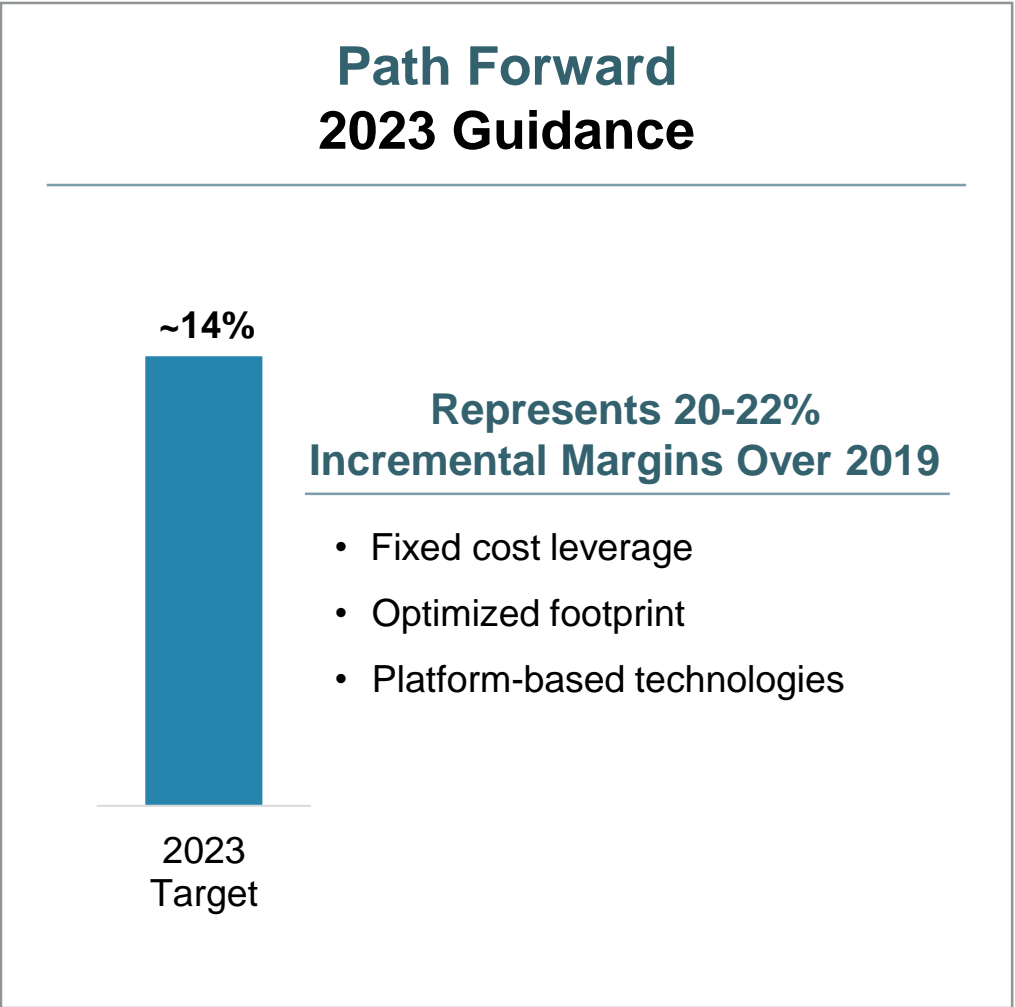 Path Forward
2023 Guidance
~14%
Represents 20-22%
Incremental Margins Over 2019
• Fixed cost leverage
• Optimized footprint
• Platform-based technologies
2023
Target